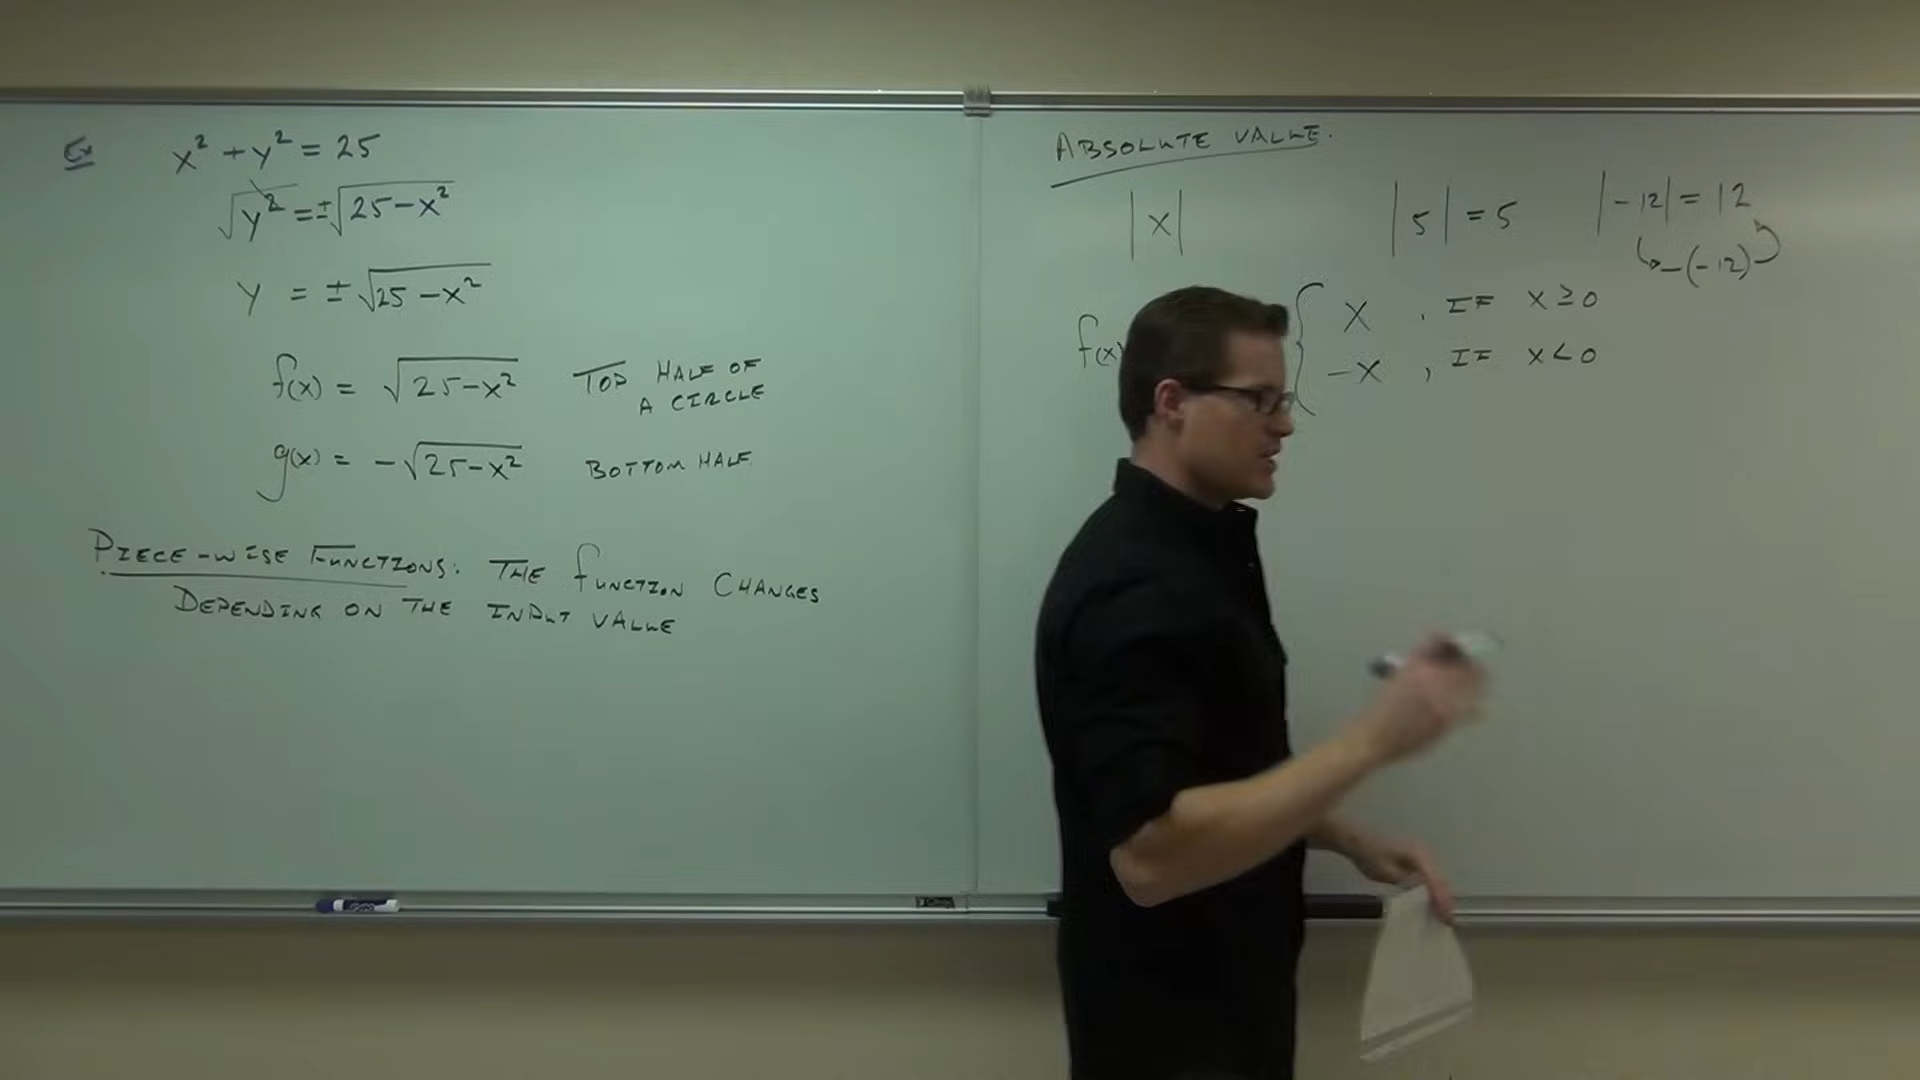 Ex x² + y² = 25
√y² = ±√25-x²
y = ±√25-x²
f(x) = √25-x² TOP HALF OF
A CIRCLE
g(x) = -√25-x² BOTTOM HALF
PIECE-WISE FUNCTIONS: THE FUNCTION CHANGES
DEPENDING ON THE INPUT VALUE
ABSOLUTE VALUE.
|x| |5| = 5 |-12| = 12
-(-12)
f(x) { x , IF x ≥ 0
-x , IF x < 0
EXPO